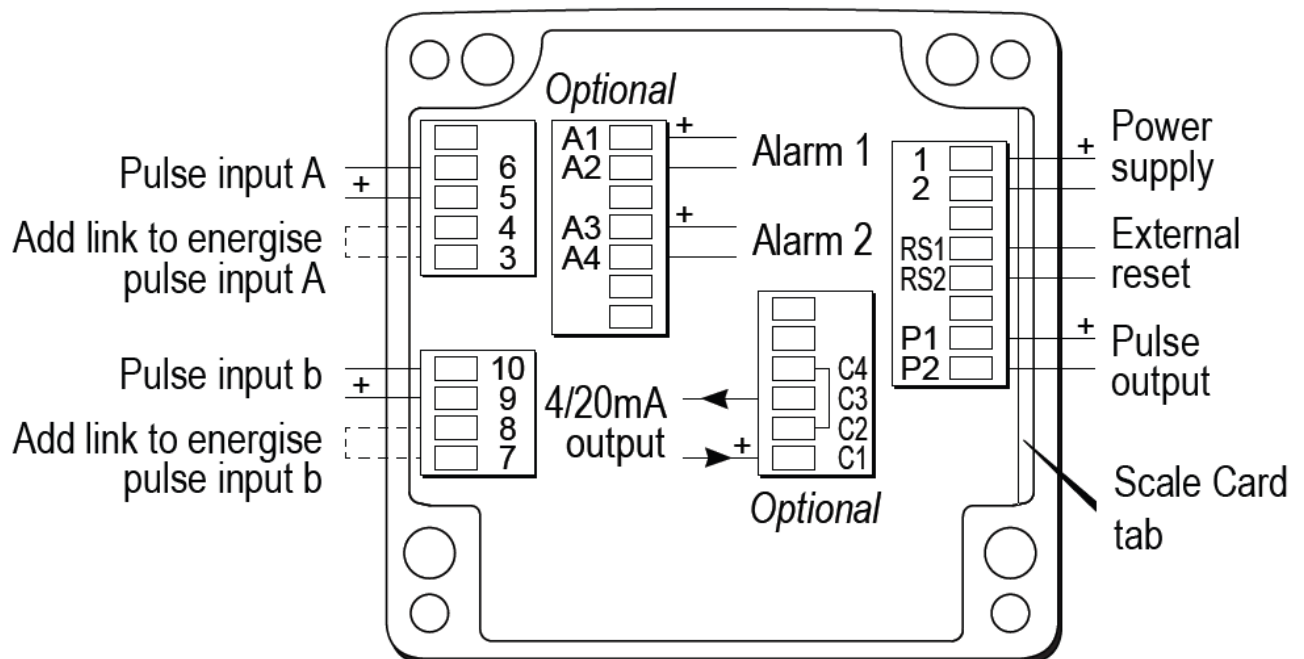 Optional
Pulse input A
+
6
5
Add link to energise
pulse input A
4
3
A1
A2
A3
A4
+
Alarm 1
+
Alarm 2
1
2
RS1
RS2
P1
P2
+
Power
supply
External
reset
+
Pulse
output
Pulse input b
+
10
9
Add link to energise
pulse input b
8
7
4/20mA
output
+
C4
C3
C2
C1
Optional
Scale Card
tab